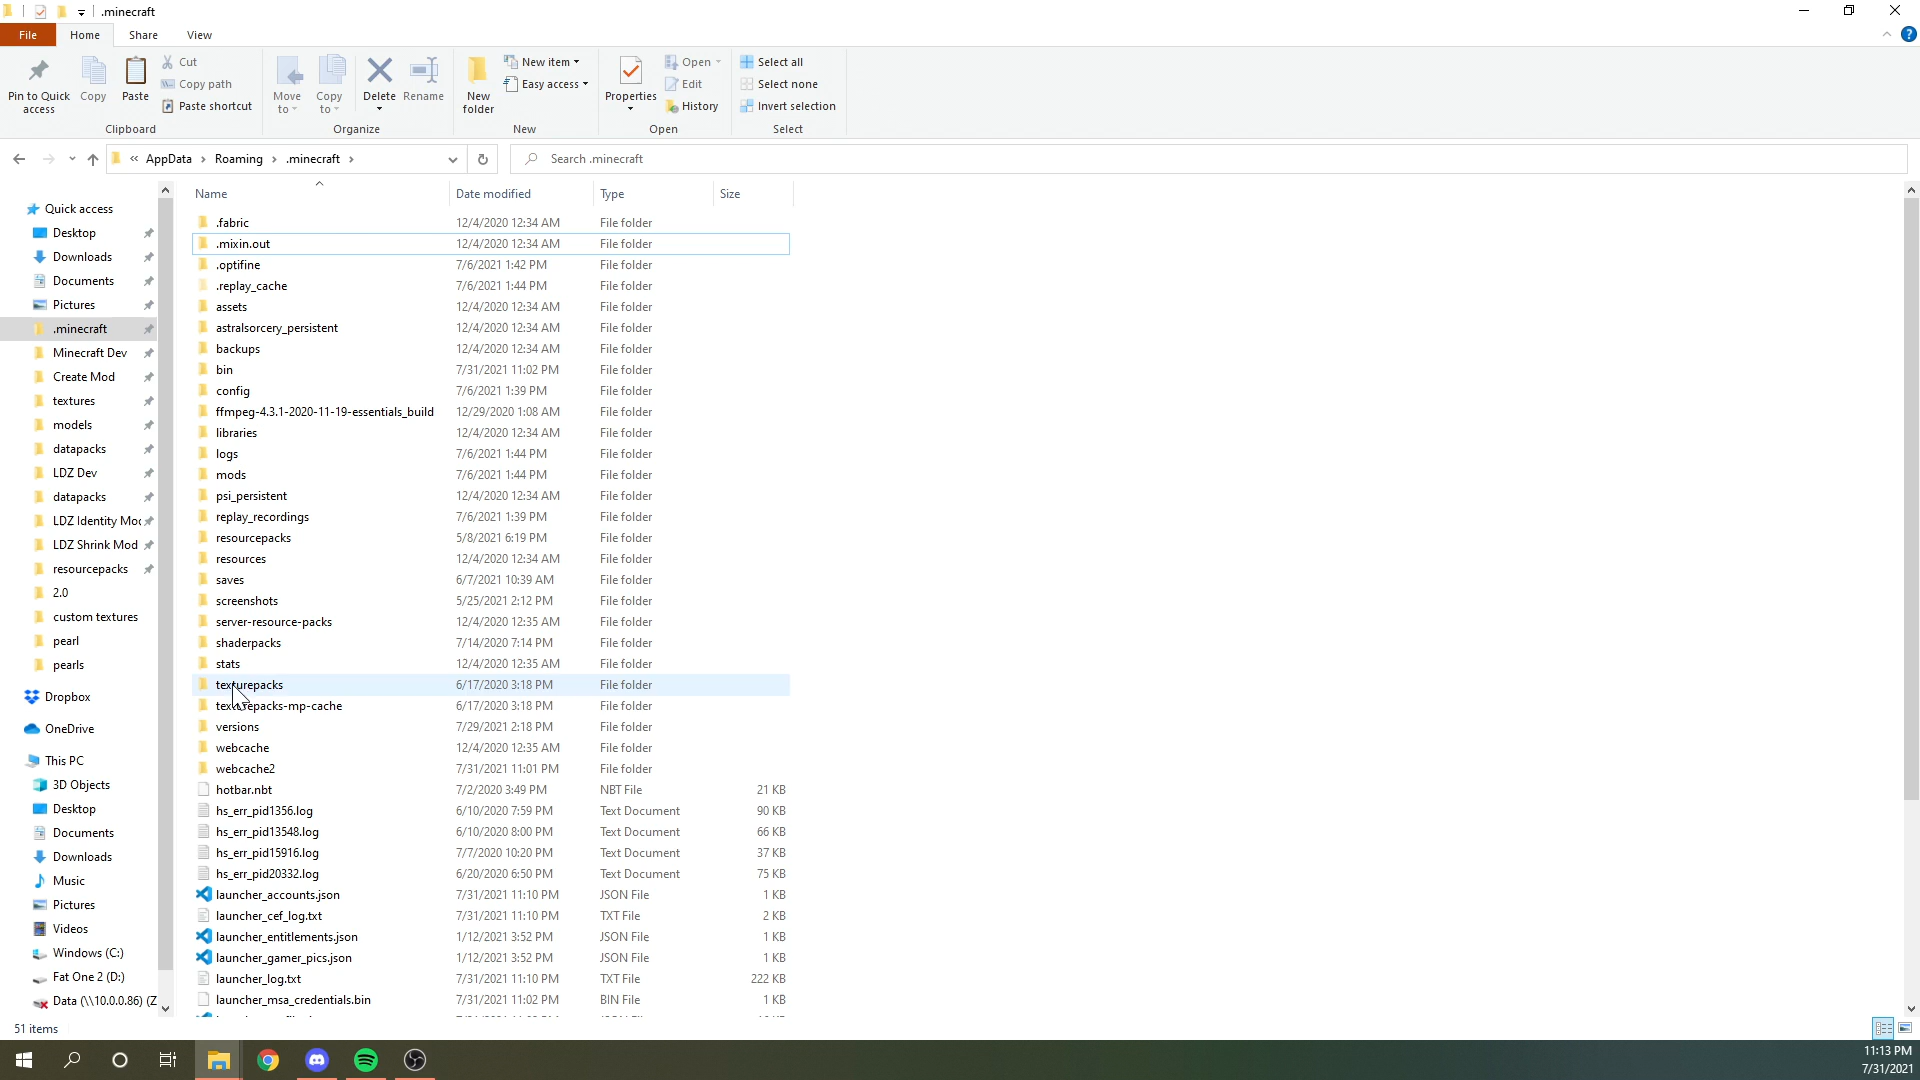 .minecraft
File Home Share View
Pin to Quick access
Copy
Paste
Cut
Copy path
Paste shortcut
Clipboard
Move to
Copy to
Delete
Rename
Organize
New folder
New item
Easy access
New
Properties
Open
Edit
History
Open
Select all
Select none
Invert selection
Select
« AppData › Roaming › .minecraft ›
Search .minecraft
Quick access
Desktop
Downloads
Documents
Pictures
.minecraft
Minecraft Dev
Create Mod
textures
models
datapacks
LDZ Dev
datapacks
LDZ Identity Moc
LDZ Shrink Mod
resourcepacks
2.0
custom textures
pearl
pearls
Dropbox
OneDrive
This PC
3D Objects
Desktop
Documents
Downloads
Music
Pictures
Videos
Windows (C:)
Fat One 2 (D:)
Data (\\10.0.0.86) (Z
Name Date modified Type Size
.fabric 12/4/2020 12:34 AM File folder
.mixin.out 12/4/2020 12:34 AM File folder
.optifine 7/6/2021 1:42 PM File folder
.replay_cache 7/6/2021 1:44 PM File folder
assets 12/4/2020 12:34 AM File folder
astralsorcery_persistent 12/4/2020 12:34 AM File folder
backups 12/4/2020 12:34 AM File folder
bin 7/31/2021 11:02 PM File folder
config 7/6/2021 1:39 PM File folder
ffmpeg-4.3.1-2020-11-19-essentials_build 12/29/2020 1:08 AM File folder
libraries 12/4/2020 12:34 AM File folder
logs 7/6/2021 1:44 PM File folder
mods 7/6/2021 1:44 PM File folder
psi_persistent 12/4/2020 12:34 AM File folder
replay_recordings 7/6/2021 1:39 PM File folder
resourcepacks 5/8/2021 6:19 PM File folder
resources 12/4/2020 12:34 AM File folder
saves 6/7/2021 10:39 AM File folder
screenshots 5/25/2021 2:12 PM File folder
server-resource-packs 12/4/2020 12:35 AM File folder
shaderpacks 7/14/2020 7:14 PM File folder
stats 12/4/2020 12:35 AM File folder
texturepacks 6/17/2020 3:18 PM File folder
texturepacks-mp-cache 6/17/2020 3:18 PM File folder
versions 7/29/2021 2:18 PM File folder
webcache 12/4/2020 12:35 AM File folder
webcache2 7/31/2021 11:01 PM File folder
hotbar.nbt 7/2/2020 3:49 PM NBT File 21 KB
hs_err_pid1356.log 6/10/2020 7:59 PM Text Document 90 KB
hs_err_pid13548.log 6/10/2020 8:00 PM Text Document 66 KB
hs_err_pid15916.log 7/7/2020 10:20 PM Text Document 37 KB
hs_err_pid20332.log 6/20/2020 6:50 PM Text Document 75 KB
launcher_accounts.json 7/31/2021 11:10 PM JSON File 1 KB
launcher_cef_log.txt 7/31/2021 11:10 PM TXT File 2 KB
launcher_entitlements.json 1/12/2021 3:52 PM JSON File 1 KB
launcher_gamer_pics.json 1/12/2021 3:52 PM JSON File 1 KB
launcher_log.txt 7/31/2021 11:10 PM TXT File 222 KB
launcher_msa_credentials.bin 7/31/2021 11:02 PM BIN File 1 KB
51 items
11:13 PM
7/31/2021